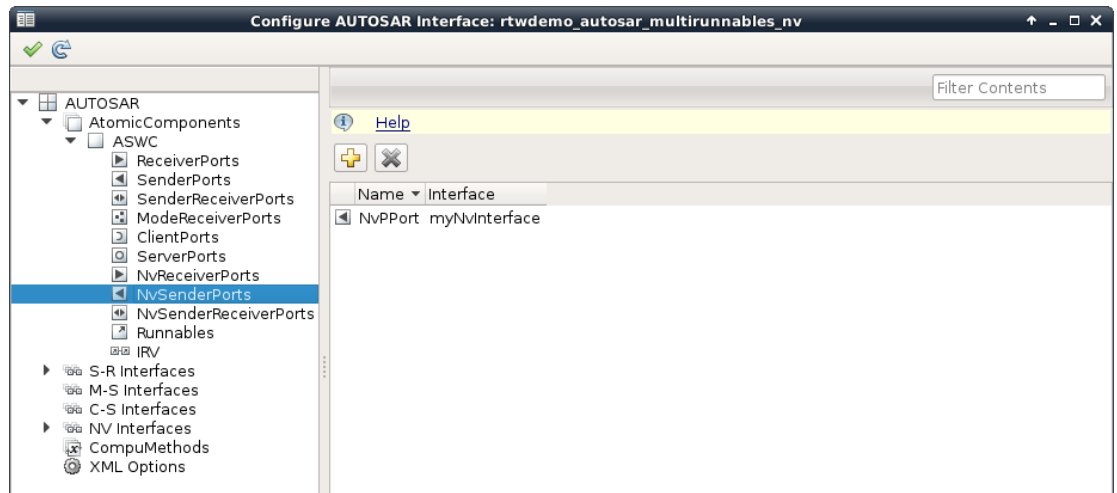 Configure AUTOSAR Interface: rtwdemo_autosar_multirunnables_nv
Filter Contents
AUTOSAR
AtomicComponents
ASWC
ReceiverPorts
SenderPorts
SenderReceiverPorts
ModeReceiverPorts
ClientPorts
ServerPorts
NvReceiverPorts
NvSenderPorts
NvSenderReceiverPorts
Runnables
IRV
S-R Interfaces
M-S Interfaces
C-S Interfaces
NV Interfaces
CompuMethods
XML Options
Help
Name Interface
NvPPort myNvInterface